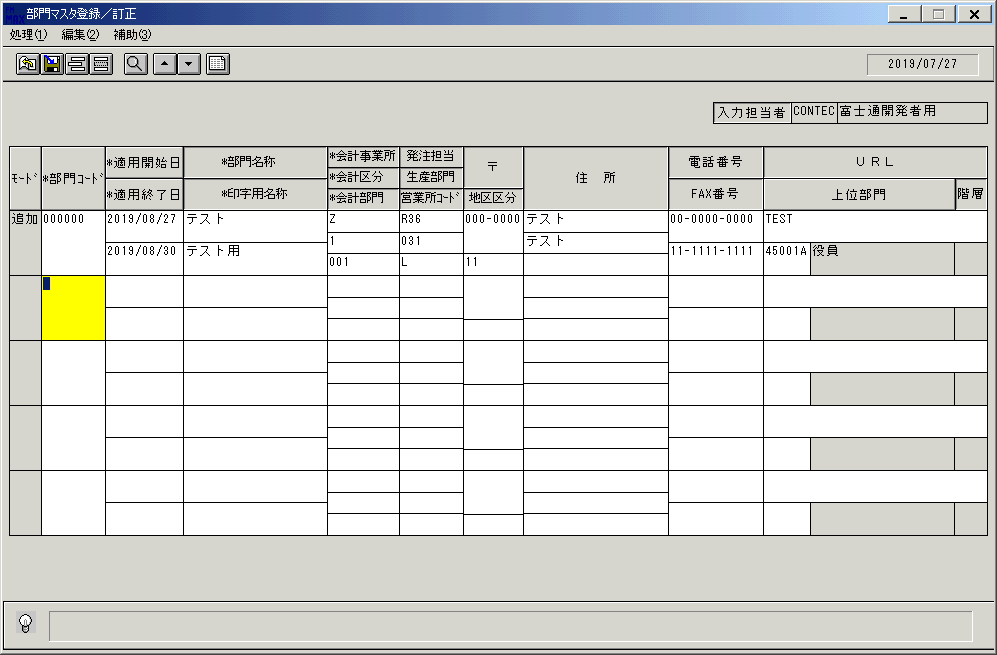 部門マスタ登録／訂正
処理(1) 編集(2) 補助(3)
2019/07/27
入力担当者 CONTEC 富士通開発者用
ﾓｰﾄﾞ *部門ｺｰﾄﾞ *適用開始日 *部門名称 *会計事業所 発注担当 〒 住　所 電話番号 ＵＲＬ
*会計区分 生産部門
*適用終了日 *印字用名称 *会計部門 営業所ｺｰﾄﾞ 地区区分 FAX番号 上位部門 階層
追加 000000 2019/08/27 テスト Z R36 000-0000 テスト 00-0000-0000 TEST
1 031 テスト
2019/08/30 テスト用 001 L 11 11-1111-1111 45001A 役員